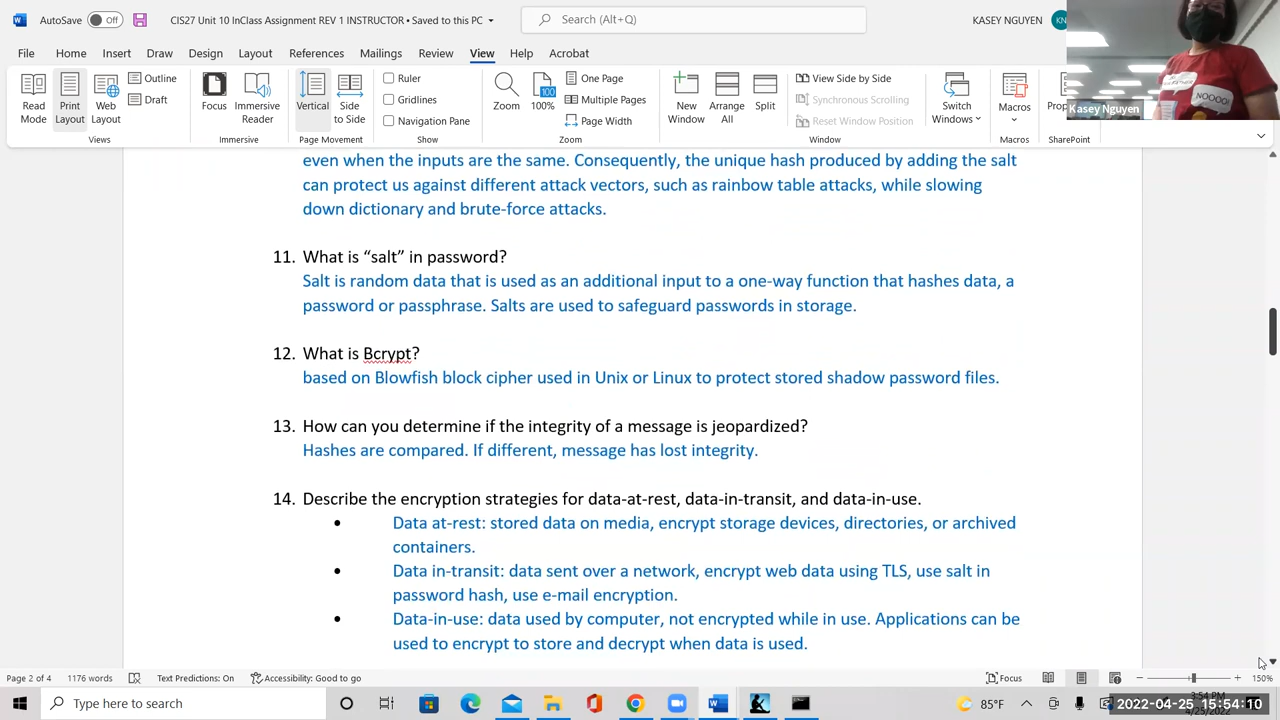 AutoSave Off CIS27 Unit 10 InClass Assignment REV 1 INSTRUCTOR • Saved to this PC Search (Alt+Q) KASEY NGUYEN KN
File Home Insert Draw Design Layout References Mailings Review View Help Acrobat
Read Mode Print Layout Web Layout Outline Draft Views
Focus Immersive Reader Immersive
Vertical Side to Side Page Movement
Ruler Gridlines Navigation Pane Show
Zoom 100 100% One Page Multiple Pages Page Width Zoom
New Window Arrange All Split View Side by Side Synchronous Scrolling Reset Window Position Switch Windows Window
Macros Macros
SharePoint
Kasey Nguyen
NOOOO!
even when the inputs are the same. Consequently, the unique hash produced by adding the salt
can protect us against different attack vectors, such as rainbow table attacks, while slowing
down dictionary and brute-force attacks.
11. What is “salt” in password?
Salt is random data that is used as an additional input to a one-way function that hashes data, a
password or passphrase. Salts are used to safeguard passwords in storage.
12. What is Bcrypt?
based on Blowfish block cipher used in Unix or Linux to protect stored shadow password files.
13. How can you determine if the integrity of a message is jeopardized?
Hashes are compared. If different, message has lost integrity.
14. Describe the encryption strategies for data-at-rest, data-in-transit, and data-in-use.
• Data at-rest: stored data on media, encrypt storage devices, directories, or archived
containers.
• Data in-transit: data sent over a network, encrypt web data using TLS, use salt in
password hash, use e-mail encryption.
• Data-in-use: data used by computer, not encrypted while in use. Applications can be
used to encrypt to store and decrypt when data is used.
Page 2 of 4 1176 words Text Predictions: On Accessibility: Good to go Focus 150%
Type here to search 85°F 3:54 PM
2022-04-25 15:54:10
4/25/2022